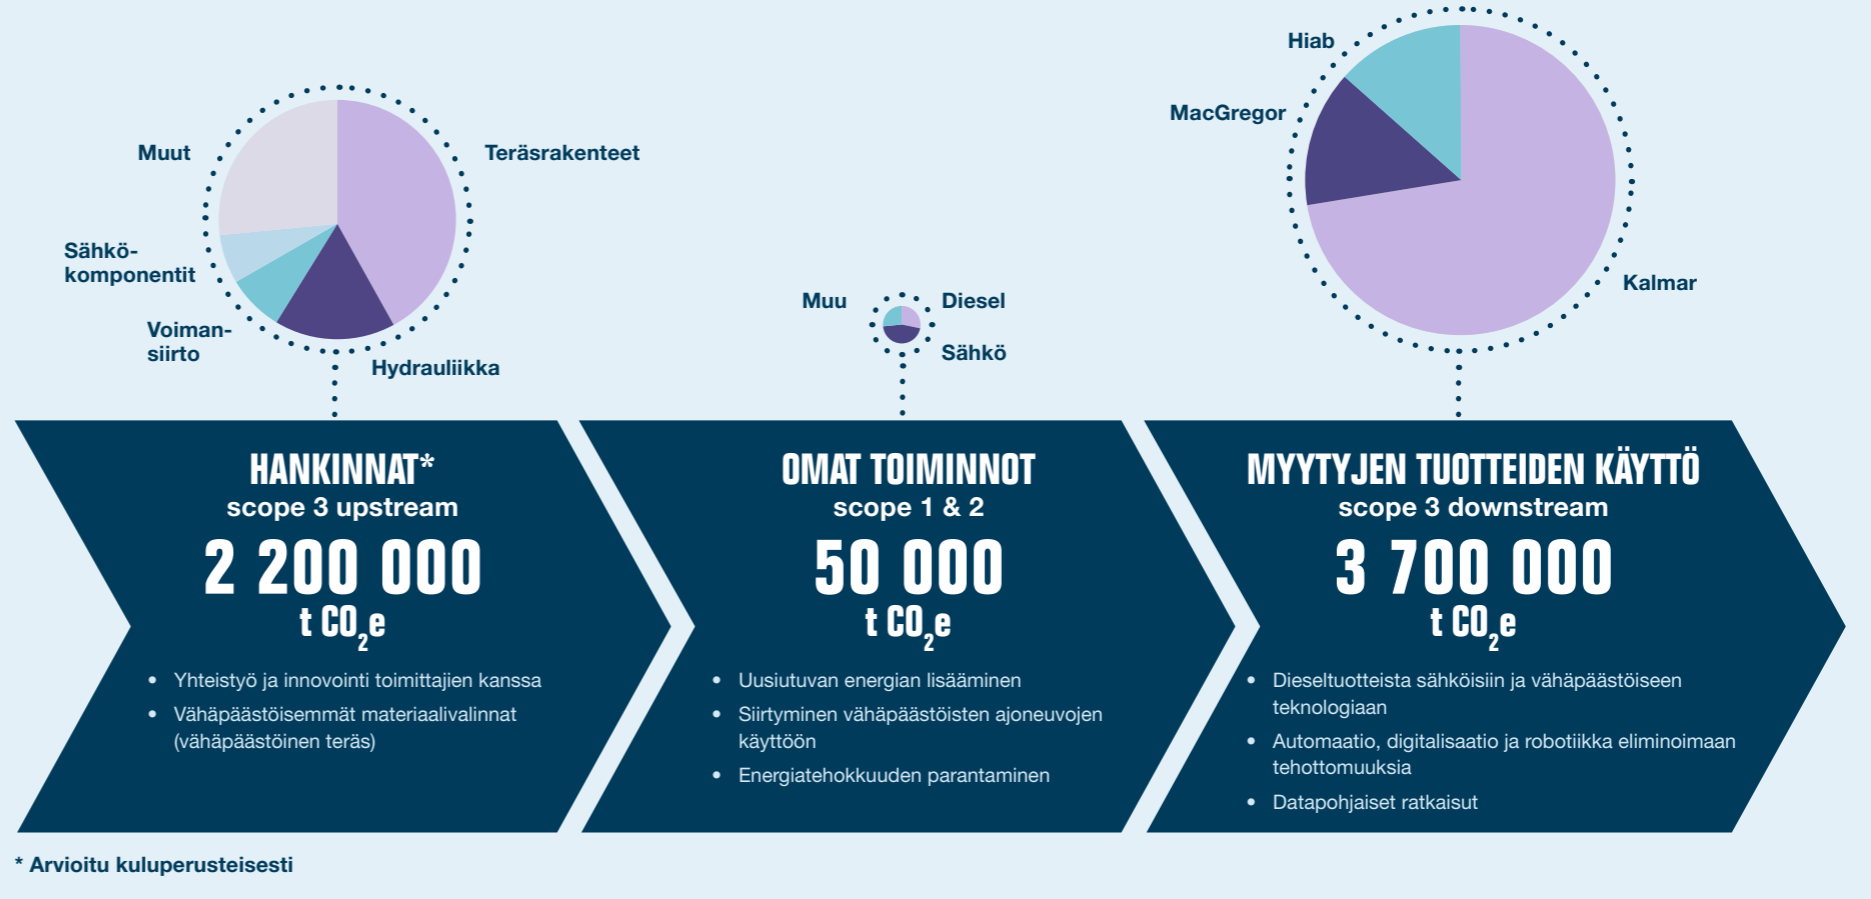 Muut
Teräsrakenteet
Sähkö-
komponentit
Voiman-
siirto
Hydrauliikka
Muu
Diesel
Sähkö
Hiab
MacGregor
Kalmar
HANKINNAT*
scope 3 upstream
2 200 000
t CO₂e
• Yhteistyö ja innovointi toimittajien kanssa
• Vähäpäästöisemmät materiaalivalinnat
(vähäpäästöinen teräs)
OMAT TOIMINNOT
scope 1 & 2
50 000
t CO₂e
• Uusiutuvan energian lisääminen
• Siirtyminen vähäpäästöisten ajoneuvojen
käyttöön
• Energiatehokkuuden parantaminen
MYYTYJEN TUOTTEIDEN KÄYTTÖ
scope 3 downstream
3 700 000
t CO₂e
• Dieseltuotteista sähköisiin ja vähäpäästöiseen
teknologiaan
• Automaatio, digitalisaatio ja robotiikka eliminoimaan
tehottomuuksia
• Datapohjaiset ratkaisut
* Arvioitu kuluperusteisesti